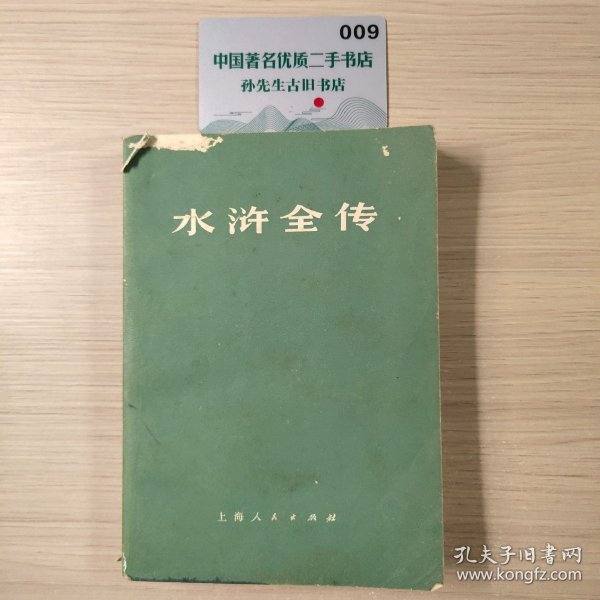 009
中国著名优质二手书店
孙先生古旧书店
水浒全传
上海人民出版社
孔夫子旧书网
www.kongfz.com